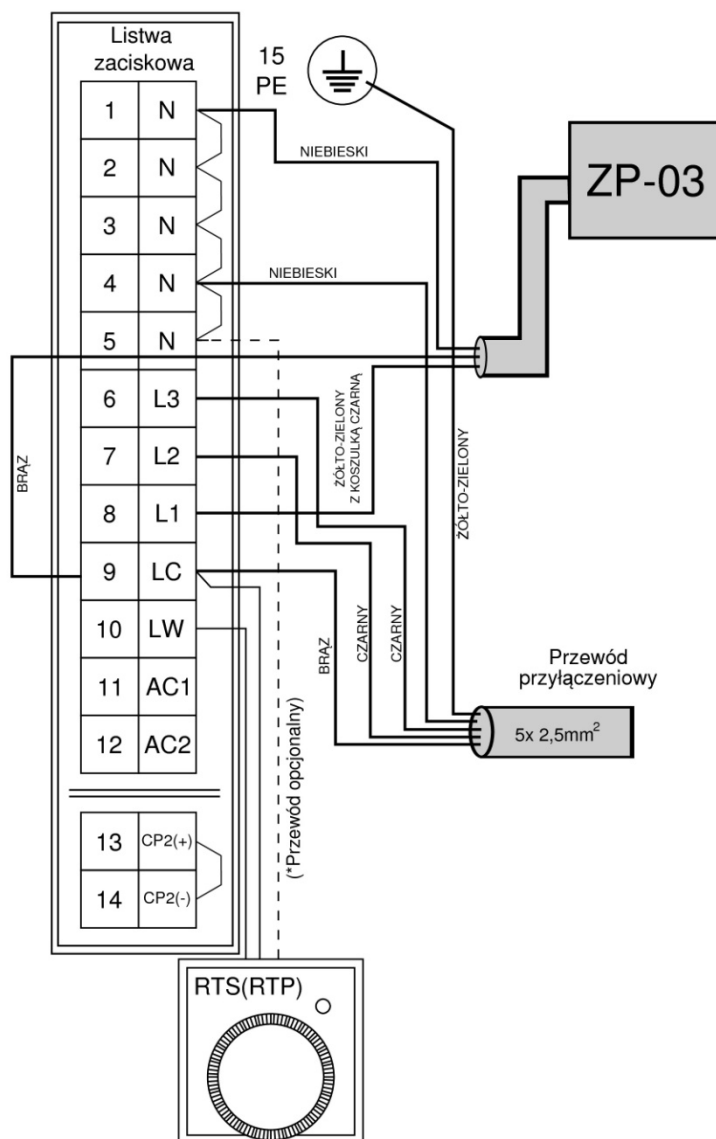 Listwa
zaciskowa
15
PE
1 N
2 N
3 N
4 N
5 N
6 L3
7 L2
8 L1
9 LC
10 LW
11 AC1
12 AC2
13 CP2(+)
14 CP2(-)
NIEBIESKI
NIEBIESKI
ZP-03
BRĄZ
ŻÓŁTO-ZIELONY
Z KOSZULKĄ CZARNĄ
ŻÓŁTO-ZIELONY
BRĄZ
CZARNY
CZARNY
Przewód
przyłączeniowy
5x 2,5mm²
(*Przewód opcjonalny)
RTS(RTP)